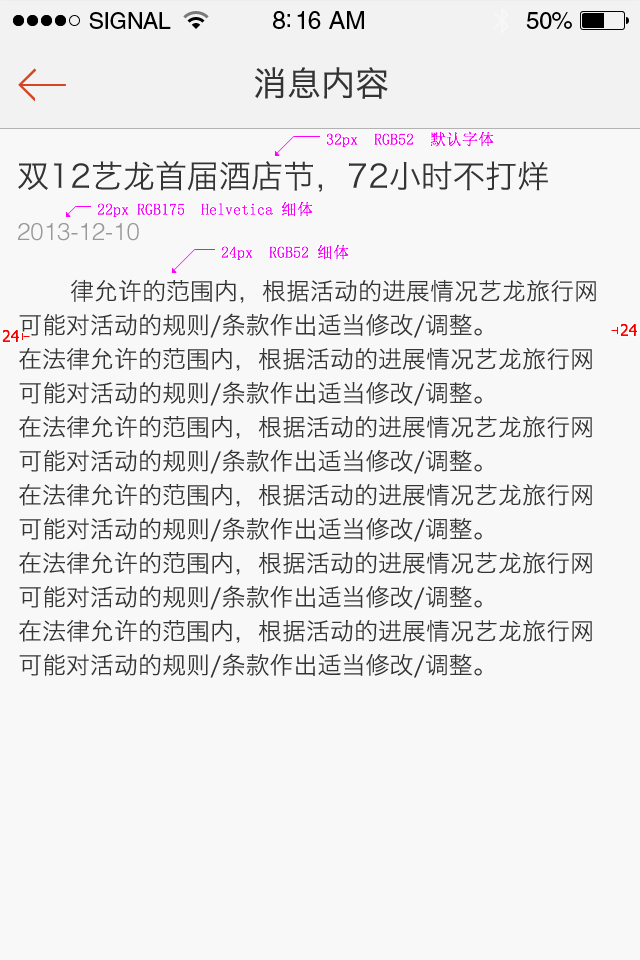 SIGNAL 8:16 AM 50%
消息内容
32px RGB52 默认字体
双12艺龙首届酒店节，72小时不打烊
22px RGB175 Helvetica 细体
2013-12-10
24px RGB52 细体
律允许的范围内，根据活动的进展情况艺龙旅行网
24 可能对活动的规则/条款作出适当修改/调整。 24
在法律允许的范围内，根据活动的进展情况艺龙旅行网
可能对活动的规则/条款作出适当修改/调整。
在法律允许的范围内，根据活动的进展情况艺龙旅行网
可能对活动的规则/条款作出适当修改/调整。
在法律允许的范围内，根据活动的进展情况艺龙旅行网
可能对活动的规则/条款作出适当修改/调整。
在法律允许的范围内，根据活动的进展情况艺龙旅行网
可能对活动的规则/条款作出适当修改/调整。
在法律允许的范围内，根据活动的进展情况艺龙旅行网
可能对活动的规则/条款作出适当修改/调整。